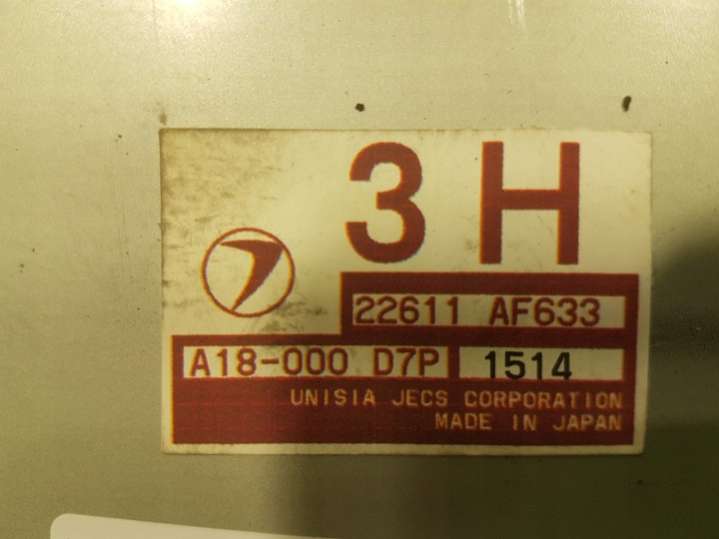 3H
22611 AF633
A18-000 D7P 1514
UNISIA JECS CORPORATION
MADE IN JAPAN